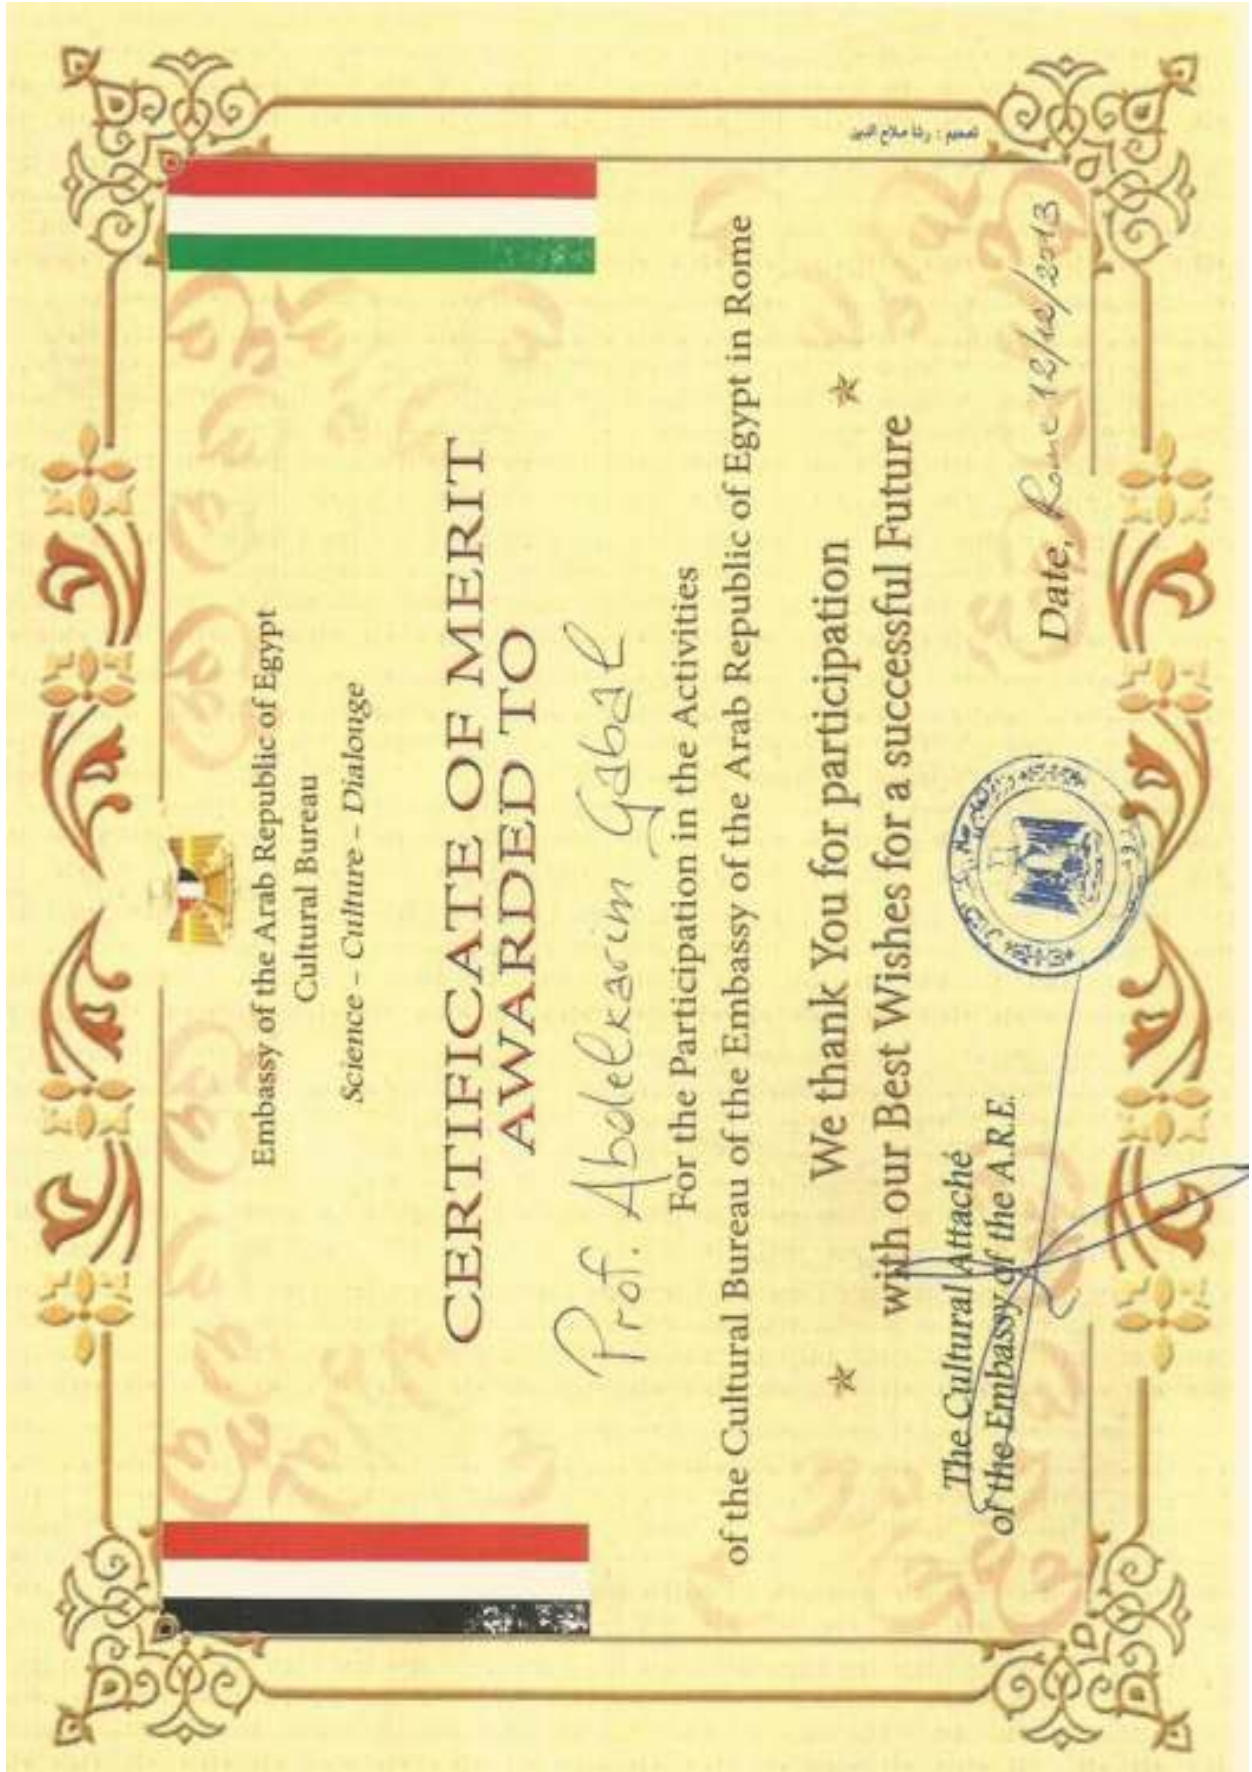 تصميم : رشا صلاح الدين
Embassy of the Arab Republic of Egypt
Cultural Bureau
Science - Culture - Dialouge
CERTIFICATE OF MERIT
AWARDED TO
Prof. Abdelkarim Gabal
For the Participation in the Activities
of the Cultural Bureau of the Embassy of the Arab Republic of Egypt in Rome
We thank You for participation
with our Best Wishes for a successful Future
The Cultural Attaché
of the Embassy of the A.R.E.
Date, Rome 12/12/2013